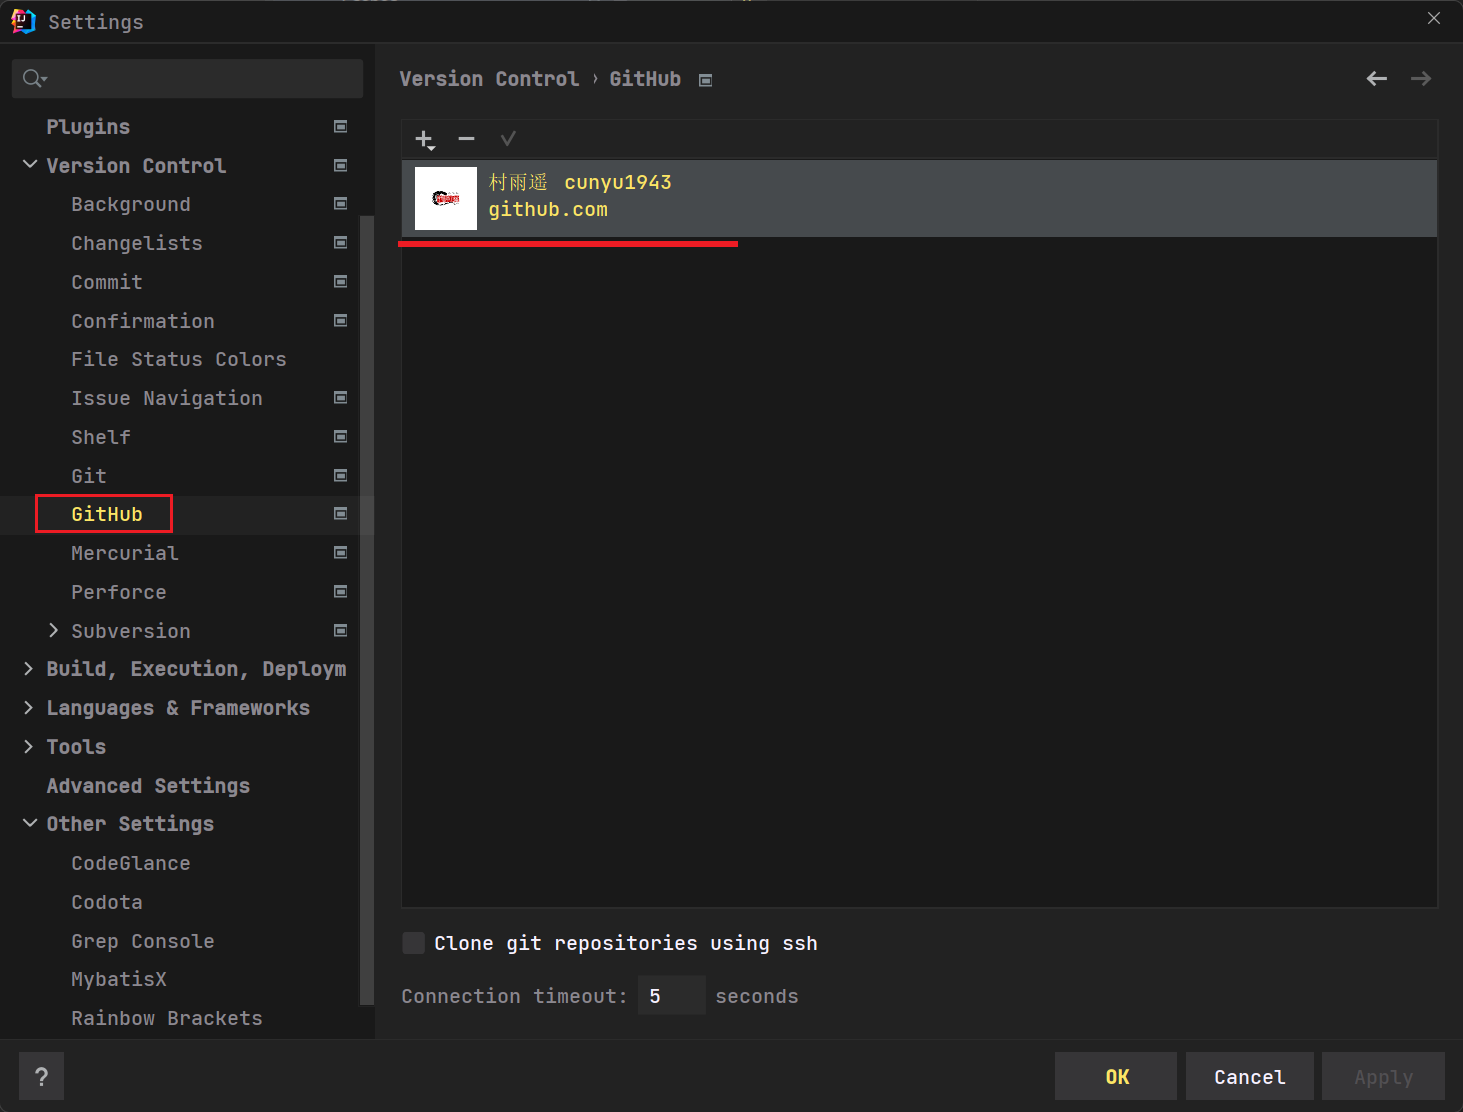 Settings
Plugins
Version Control
Background
Changelists
Commit
Confirmation
File Status Colors
Issue Navigation
Shelf
Git
GitHub
Mercurial
Perforce
Subversion
Build, Execution, Deploym
Languages & Frameworks
Tools
Advanced Settings
Other Settings
CodeGlance
Codota
Grep Console
MybatisX
Rainbow Brackets
Version Control › GitHub
村雨遥 cunyu1943
github.com
Clone git repositories using ssh
Connection timeout: 5 seconds
?
OK
Cancel
Apply